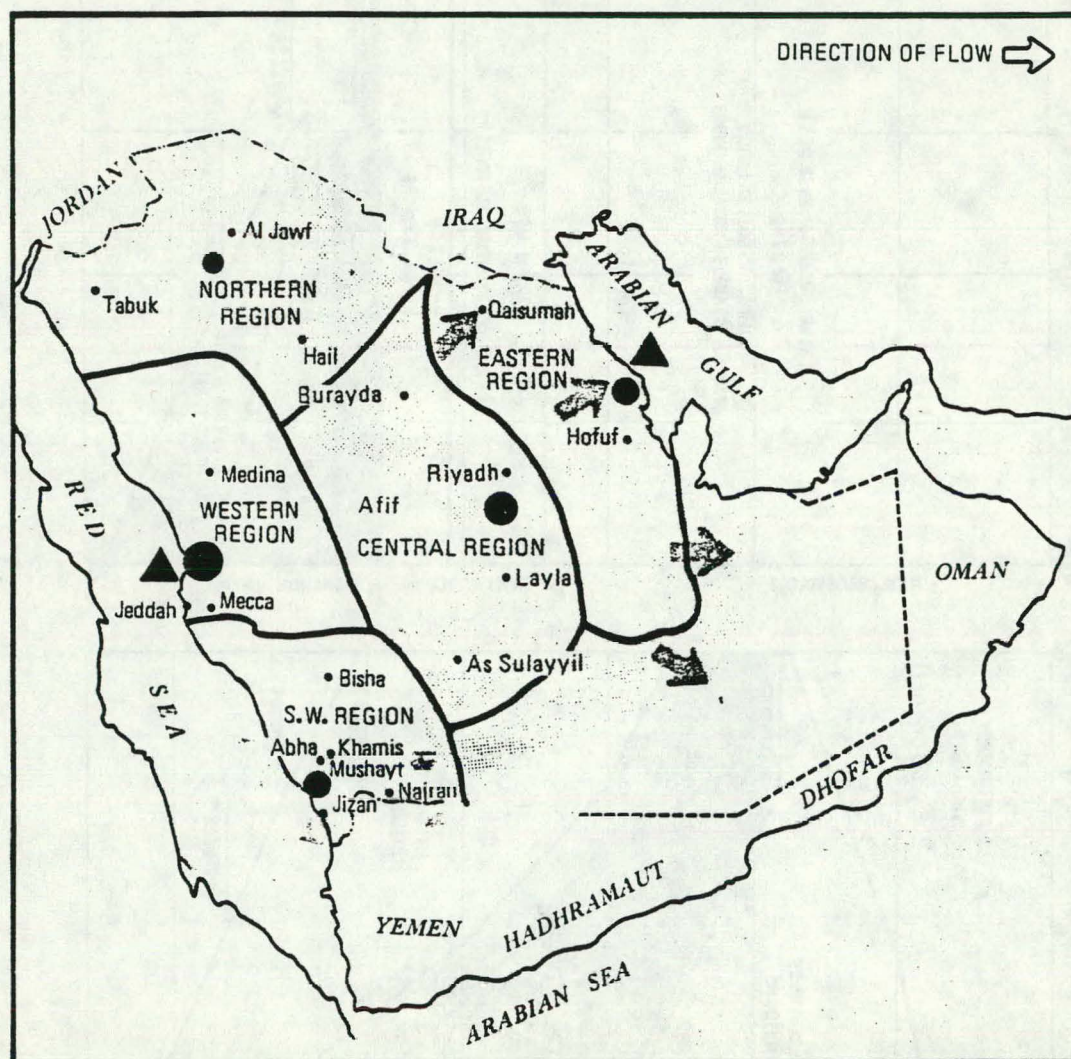 DIRECTION OF FLOW
JORDAN
IRAQ
Al Jawf
ARABIAN
GULF
Tabuk
NORTHERN
REGION
Qaisumah
Hail
EASTERN
REGION
Burayda
Hofuf
Medina
Riyadh
RED
SEA
WESTERN
REGION
Afif
CENTRAL REGION
OMAN
Layla
Jeddah
Mecca
As Sulayyil
Bisha
S.W. REGION
Abha
Khamis
Mushayt
Najran
Jizan
DHOFAR
YEMEN
HADHRAMAUT
ARABIAN SEA